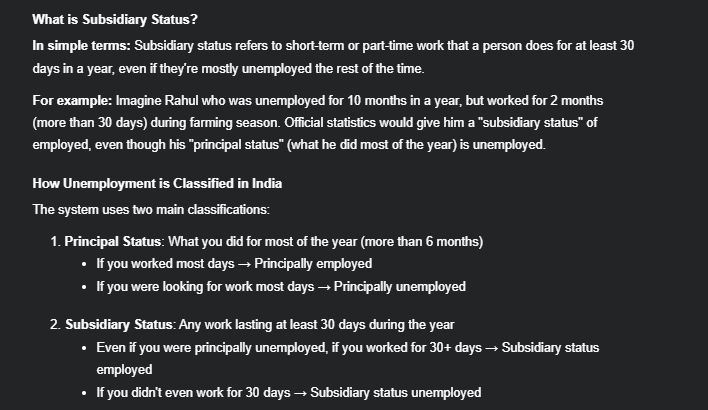 What is Subsidiary Status?
In simple terms: Subsidiary status refers to short-term or part-time work that a person does for at least 30
days in a year, even if they're mostly unemployed the rest of the time.
For example: Imagine Rahul who was unemployed for 10 months in a year, but worked for 2 months
(more than 30 days) during farming season. Official statistics would give him a "subsidiary status" of
employed, even though his "principal status" (what he did most of the year) is unemployed.
How Unemployment is Classified in India
The system uses two main classifications:
1. Principal Status: What you did for most of the year (more than 6 months)
• If you worked most days → Principally employed
• If you were looking for work most days → Principally unemployed
2. Subsidiary Status: Any work lasting at least 30 days during the year
• Even if you were principally unemployed, if you worked for 30+ days → Subsidiary status
employed
• If you didn't even work for 30 days → Subsidiary status unemployed